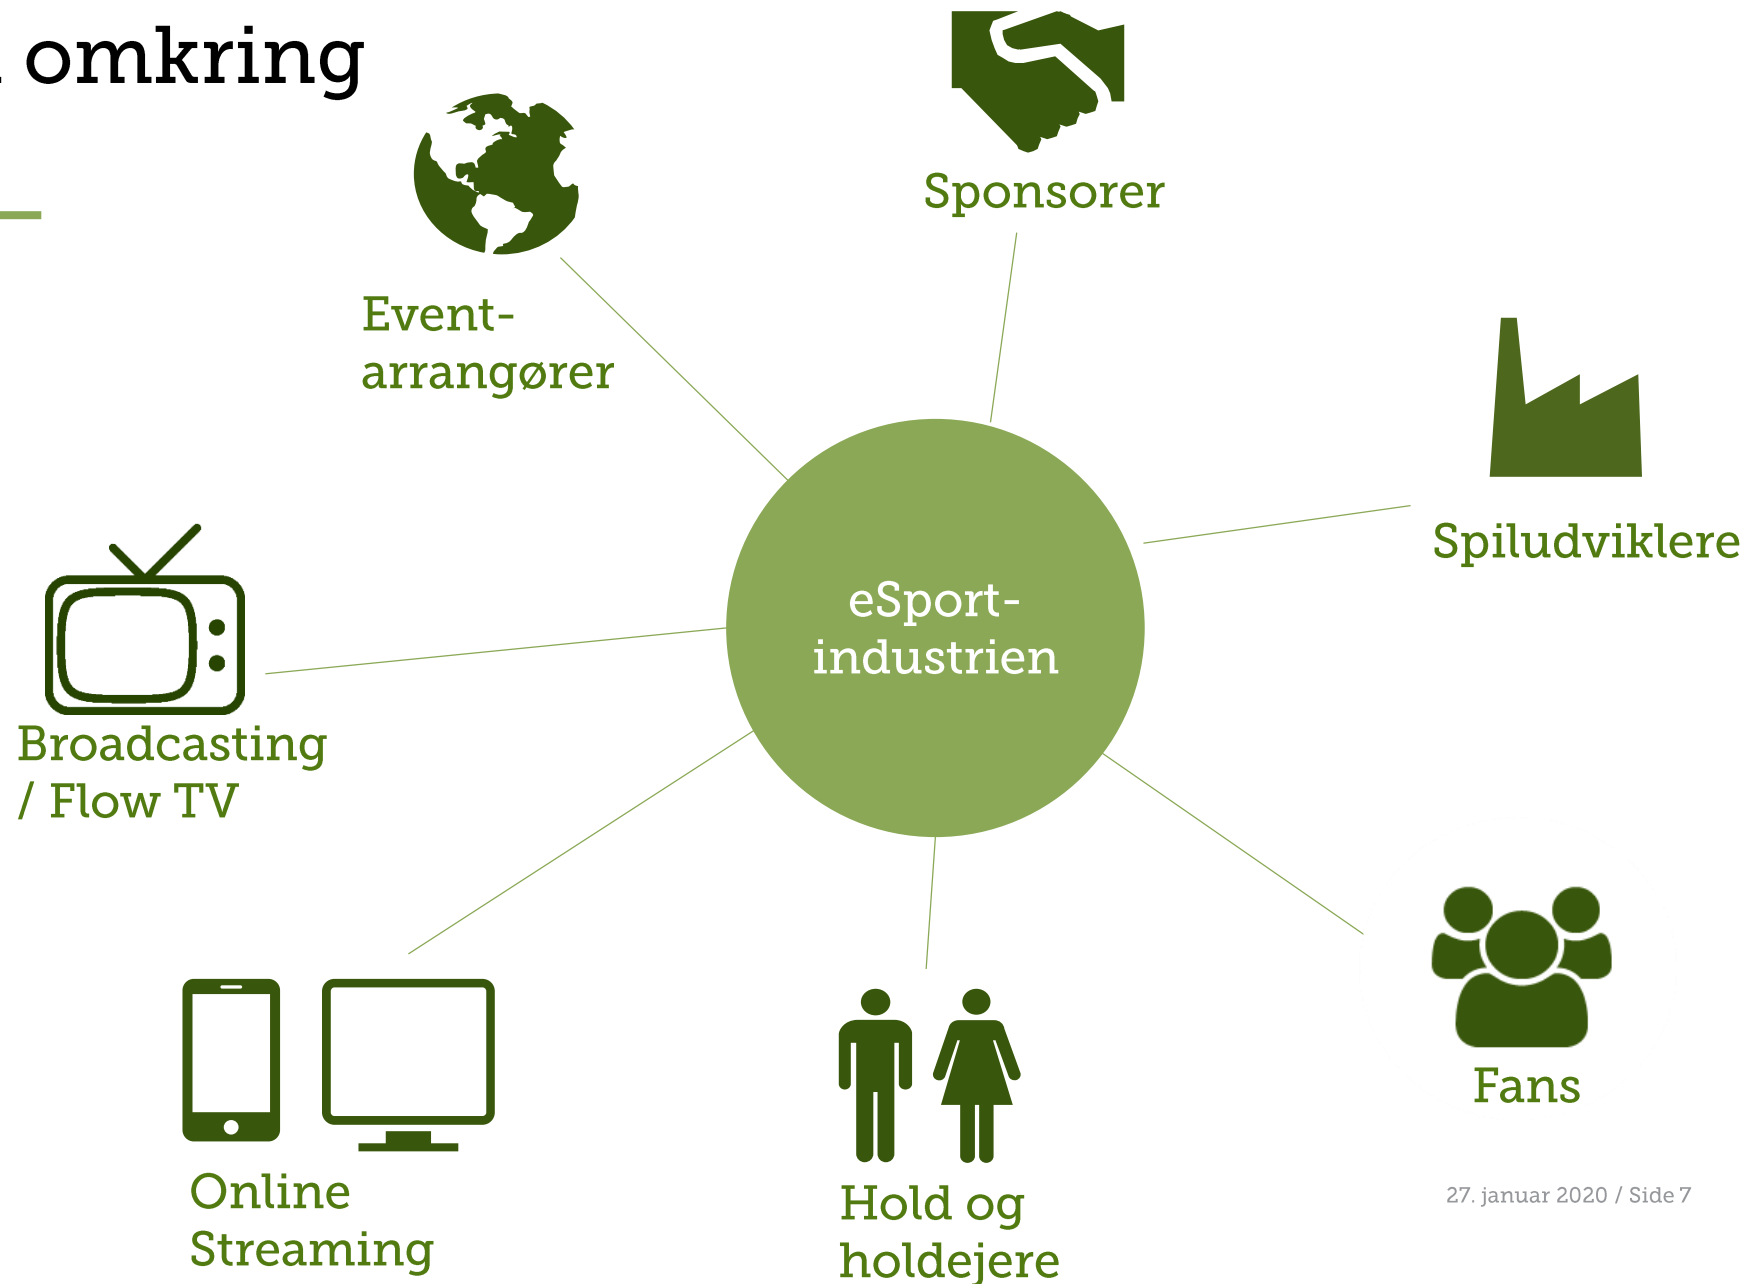 omkring
Sponsorer
Event-
arrangører
Spiludviklere
eSport-
industrien
Broadcasting
/ Flow TV
Fans
Online
Streaming
Hold og
holdejere
27. januar 2020 / Side 7